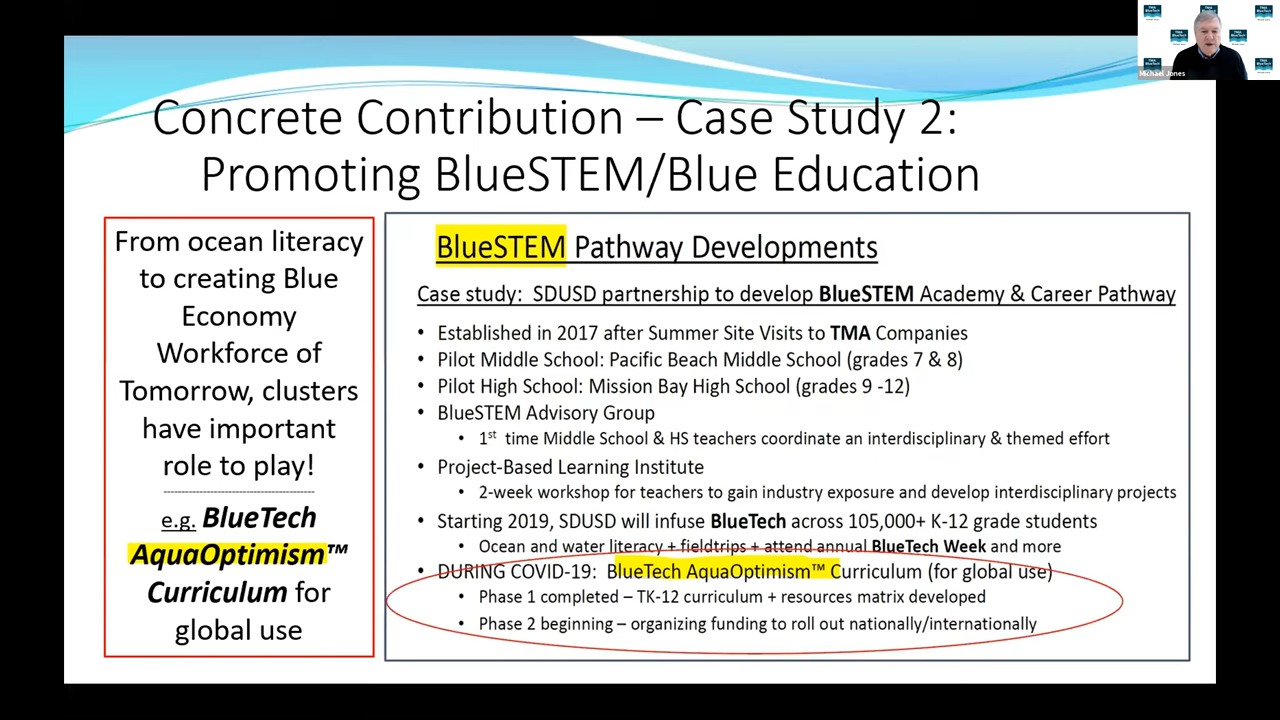 Concrete Contribution – Case Study 2:
Promoting BlueSTEM/Blue Education
From ocean literacy
to creating Blue
Economy
Workforce of
Tomorrow, clusters
have important
role to play!
------------------------------------------
e.g. BlueTech
AquaOptimism™
Curriculum for
global use
BlueSTEM Pathway Developments
Case study: SDUSD partnership to develop BlueSTEM Academy & Career Pathway
• Established in 2017 after Summer Site Visits to TMA Companies
• Pilot Middle School: Pacific Beach Middle School (grades 7 & 8)
• Pilot High School: Mission Bay High School (grades 9 -12)
• BlueSTEM Advisory Group
• 1st time Middle School & HS teachers coordinate an interdisciplinary & themed effort
• Project-Based Learning Institute
• 2-week workshop for teachers to gain industry exposure and develop interdisciplinary projects
• Starting 2019, SDUSD will infuse BlueTech across 105,000+ K-12 grade students
• Ocean and water literacy + fieldtrips + attend annual BlueTech Week and more
• DURING COVID-19: BlueTech AquaOptimism™ Curriculum (for global use)
• Phase 1 completed – TK-12 curriculum + resources matrix developed
• Phase 2 beginning – organizing funding to roll out nationally/internationally
TMA
BlueTech
Michael Jones